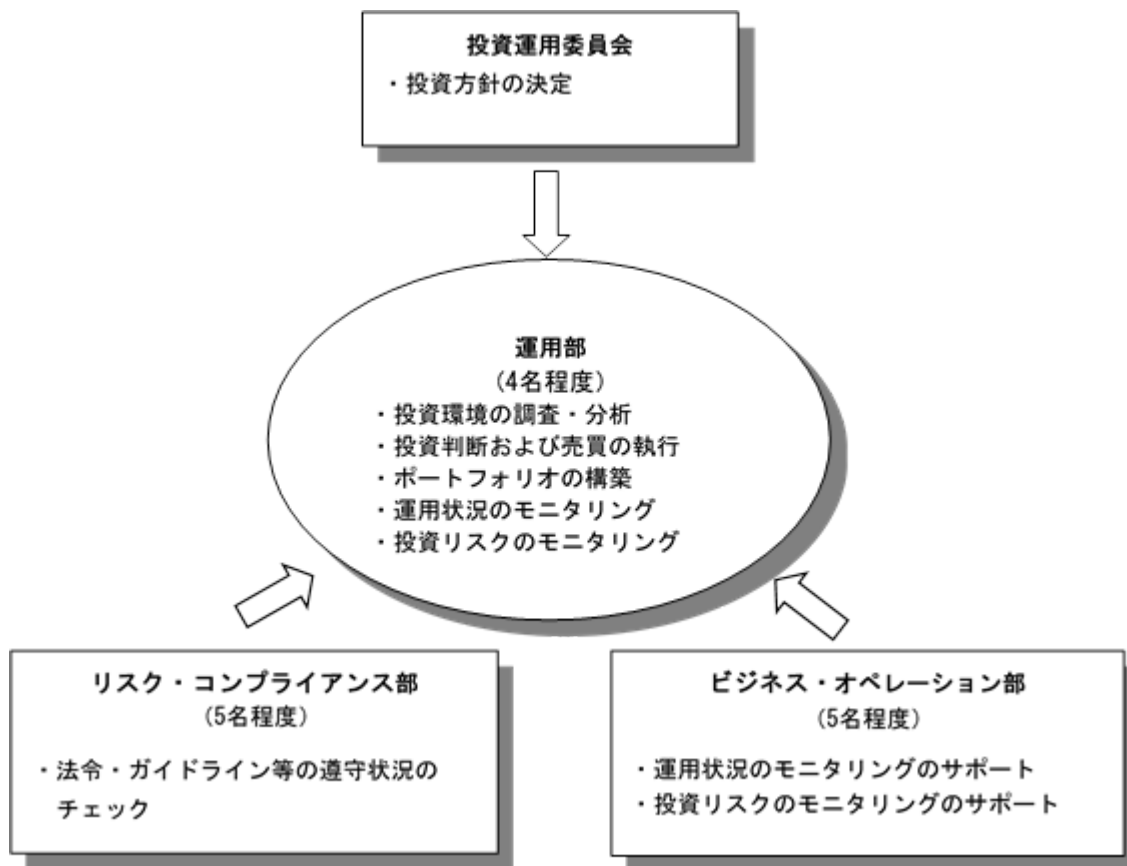 投資運用委員会
・投資方針の決定
運用部
(4名程度)
・投資環境の調査・分析
・投資判断および売買の執行
・ポートフォリオの構築
・運用状況のモニタリング
・投資リスクのモニタリング
リスク・コンプライアンス部
(5名程度)
・法令・ガイドライン等の遵守状況の
チェック
ビジネス・オペレーション部
(5名程度)
・運用状況のモニタリングのサポート
・投資リスクのモニタリングのサポート